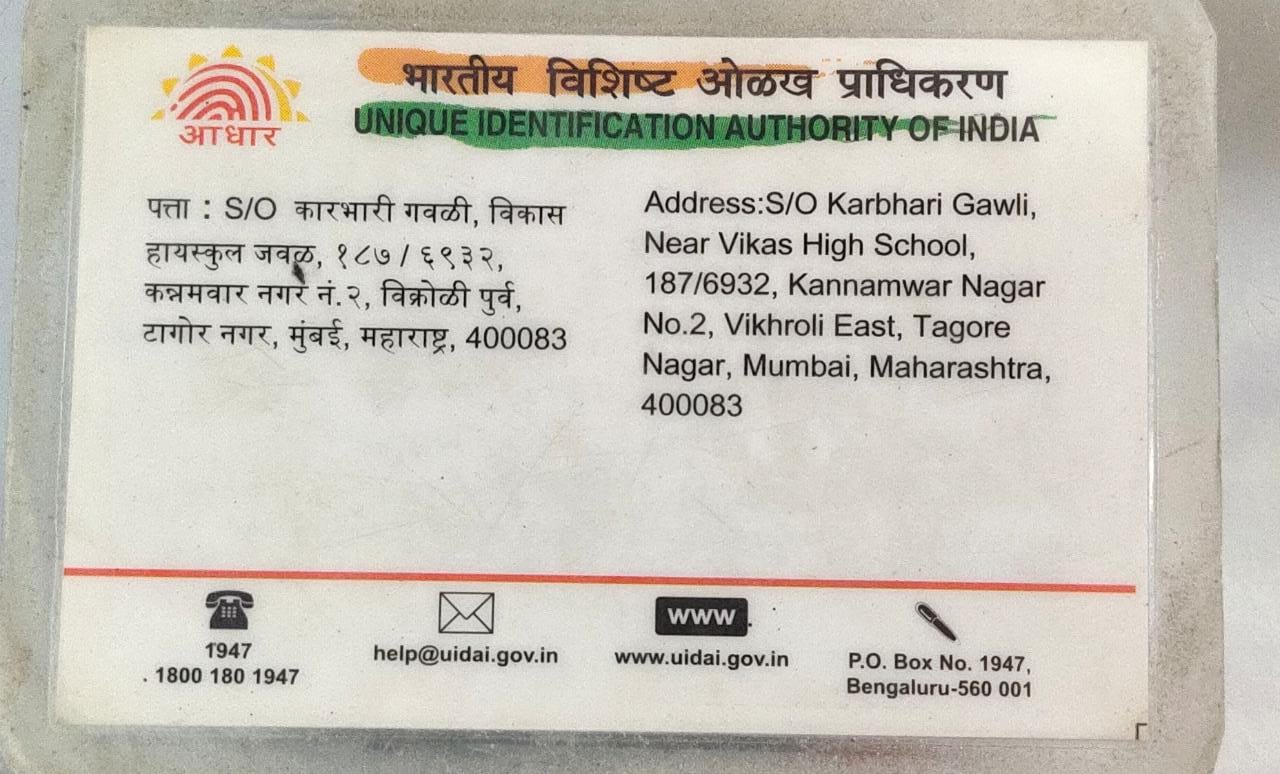 आधार
भारतीय विशिष्ट ओळख प्राधिकरण
UNIQUE IDENTIFICATION AUTHORITY OF INDIA
पत्ता : S/O कारभारी गवळी, विकास
हायस्कुल जवळ, १८७ / ६९३२,
कन्नमवार नगर नं.२, विक्रोळी पुर्व,
टागोर नगर, मुंबई, महाराष्ट्र, 400083
Address:S/O Karbhari Gawli,
Near Vikas High School,
187/6932, Kannamwar Nagar
No.2, Vikhroli East, Tagore
Nagar, Mumbai, Maharashtra,
400083
1947
1800 180 1947
help@uidai.gov.in
www
www.uidai.gov.in
P.O. Box No. 1947,
Bengaluru-560 001